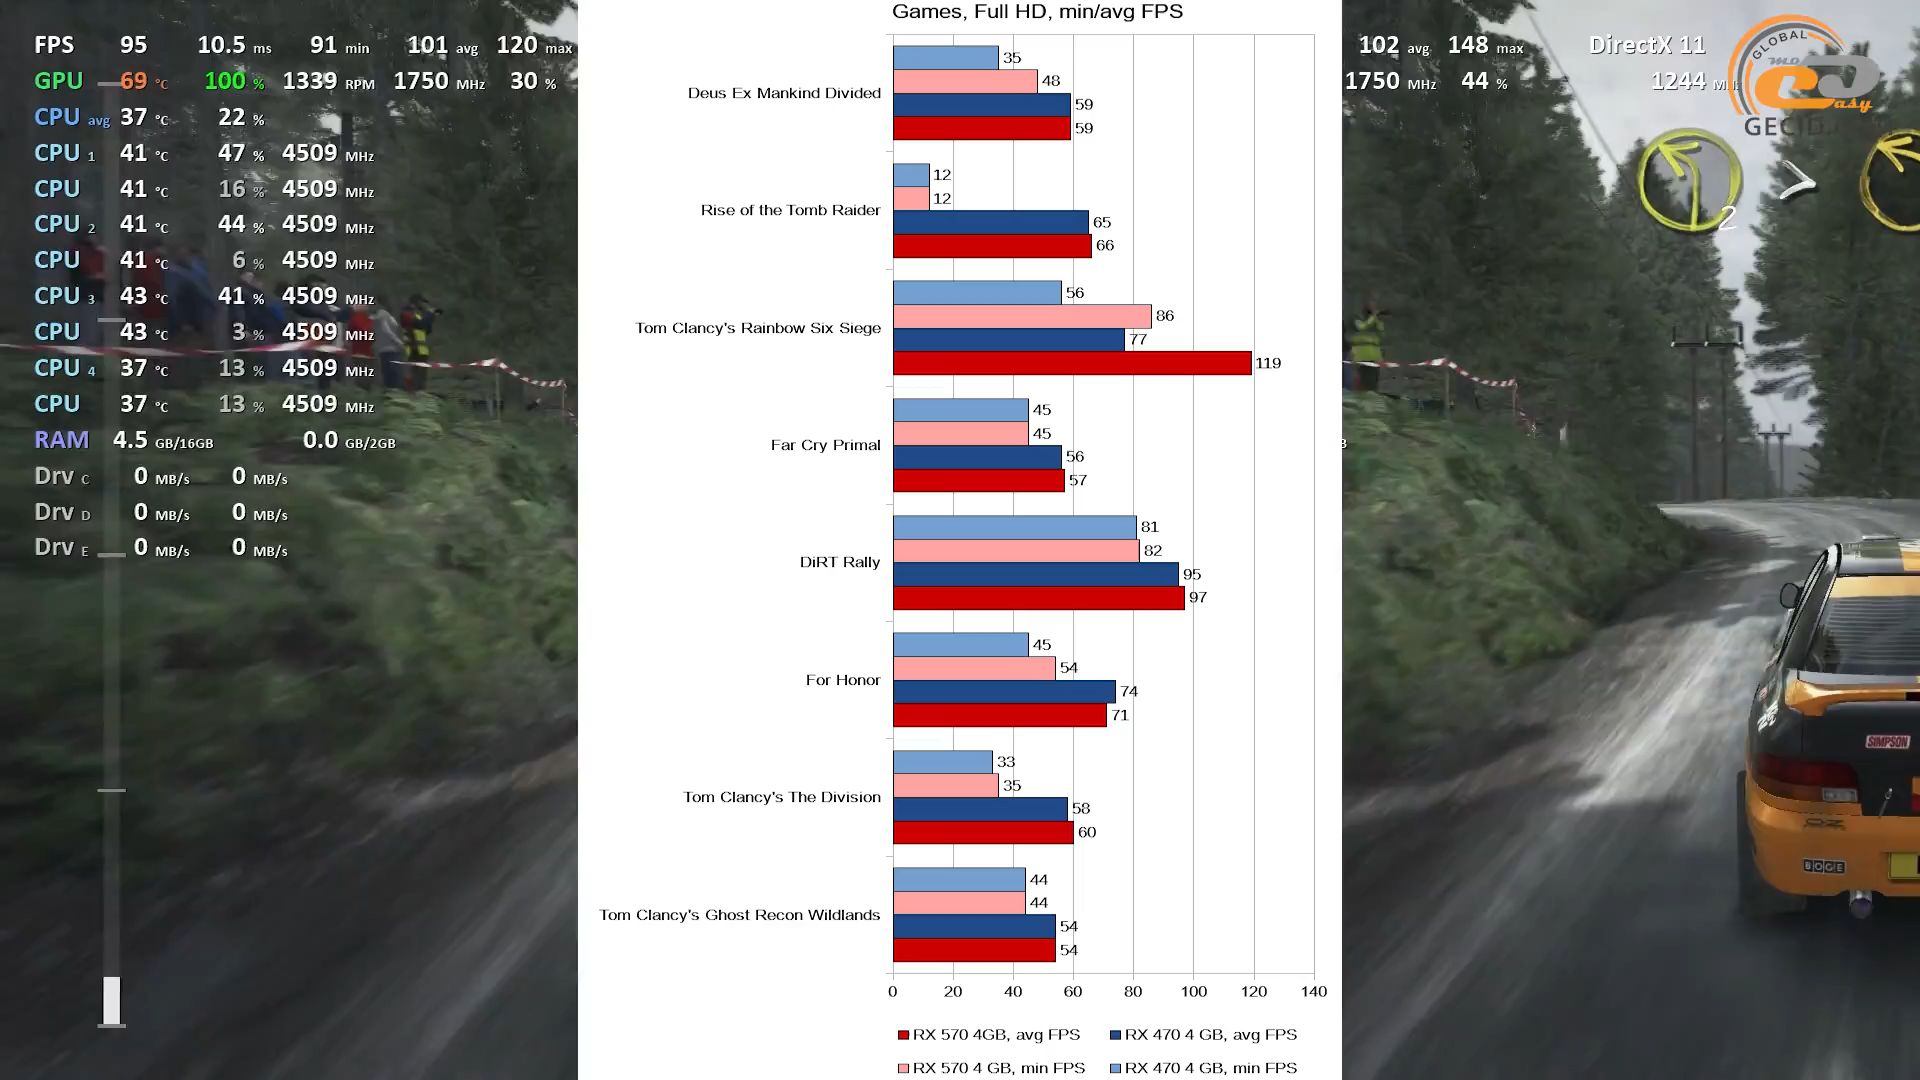 FPS 95 10.5 ms 91 min 101 avg 120 max
GPU 69 °C 100 % 1339 RPM 1750 MHz 30 %
CPU avg 37 °C 22 %
CPU 1 41 °C 47 % 4509 MHz
CPU 41 °C 16 % 4509 MHz
CPU 2 41 °C 44 % 4509 MHz
CPU 41 °C 6 % 4509 MHz
CPU 3 43 °C 41 % 4509 MHz
CPU 43 °C 3 % 4509 MHz
CPU 4 37 °C 13 % 4509 MHz
CPU 37 °C 13 % 4509 MHz
RAM 4.5 GB/16GB 0.0 GB/2GB
Drv C 0 MB/s 0 MB/s
Drv D 0 MB/s 0 MB/s
Drv E 0 MB/s 0 MB/s
Games, Full HD, min/avg FPS
Deus Ex Mankind Divided
35
48
59
59
Rise of the Tomb Raider
12
12
65
66
Tom Clancy's Rainbow Six Siege
56
86
77
119
Far Cry Primal
45
45
56
57
DiRT Rally
81
82
95
97
For Honor
45
54
74
71
Tom Clancy's The Division
33
35
58
60
Tom Clancy's Ghost Recon Wildlands
44
44
54
54
0 20 40 60 80 100 120 140
RX 570 4GB, avg FPS RX 470 4 GB, avg FPS
RX 570 4 GB, min FPS RX 470 4 GB, min FPS
102 avg 148 max DirectX 11
1750 MHz 44 % 1244
GLOBAL
easy
2
SIMPSON
OZ
BOGE